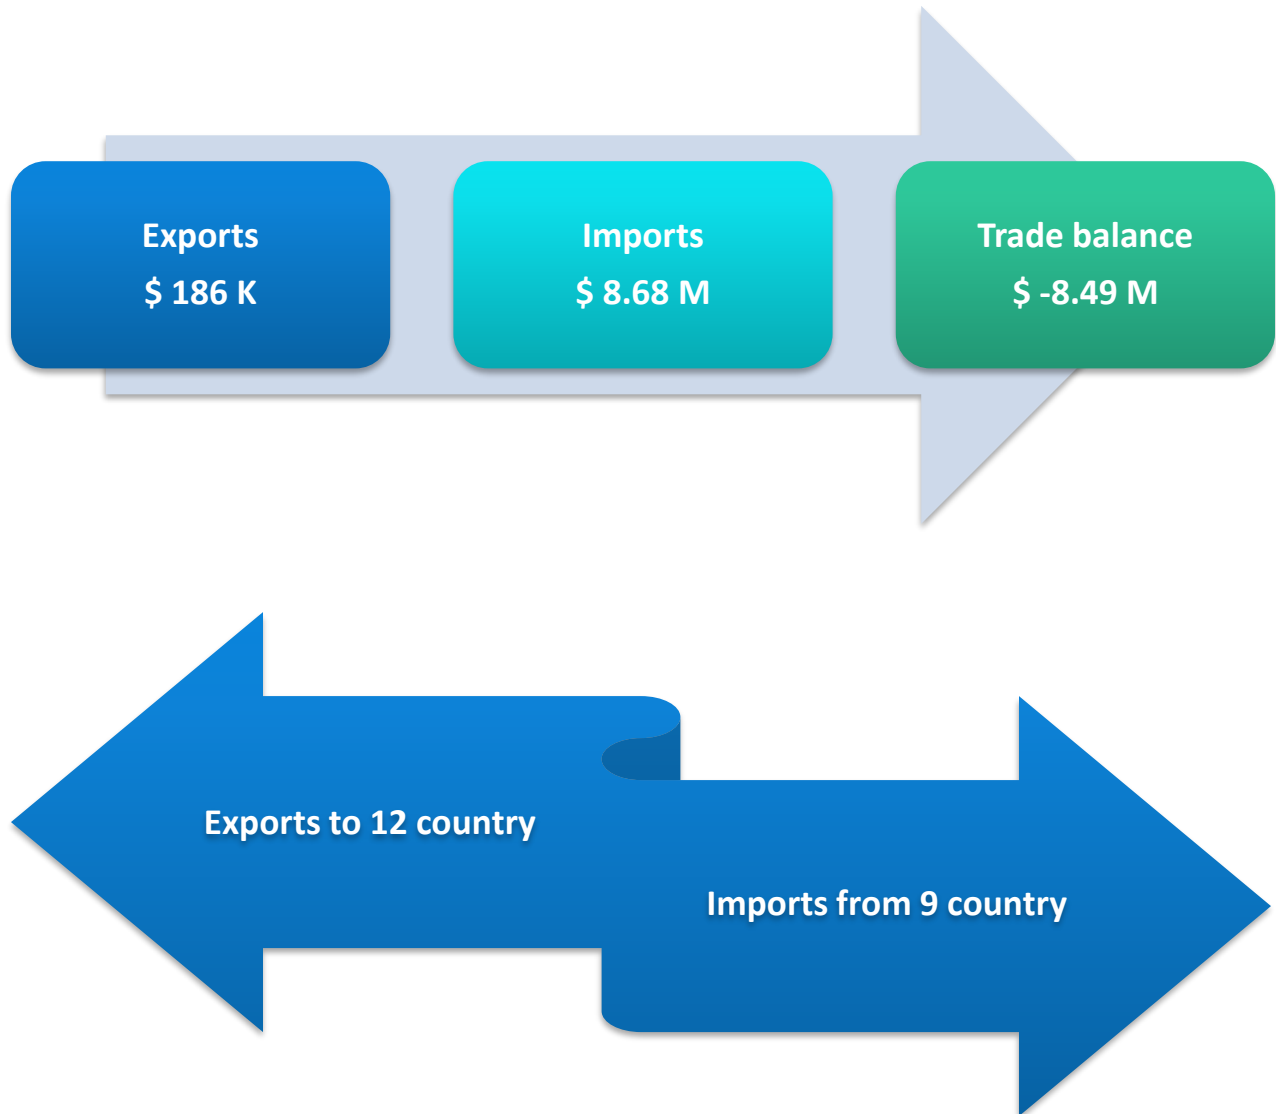 Exports
$ 186 K
Imports
$ 8.68 M
Trade balance
$ -8.49 M
Exports to 12 country
Imports from 9 country